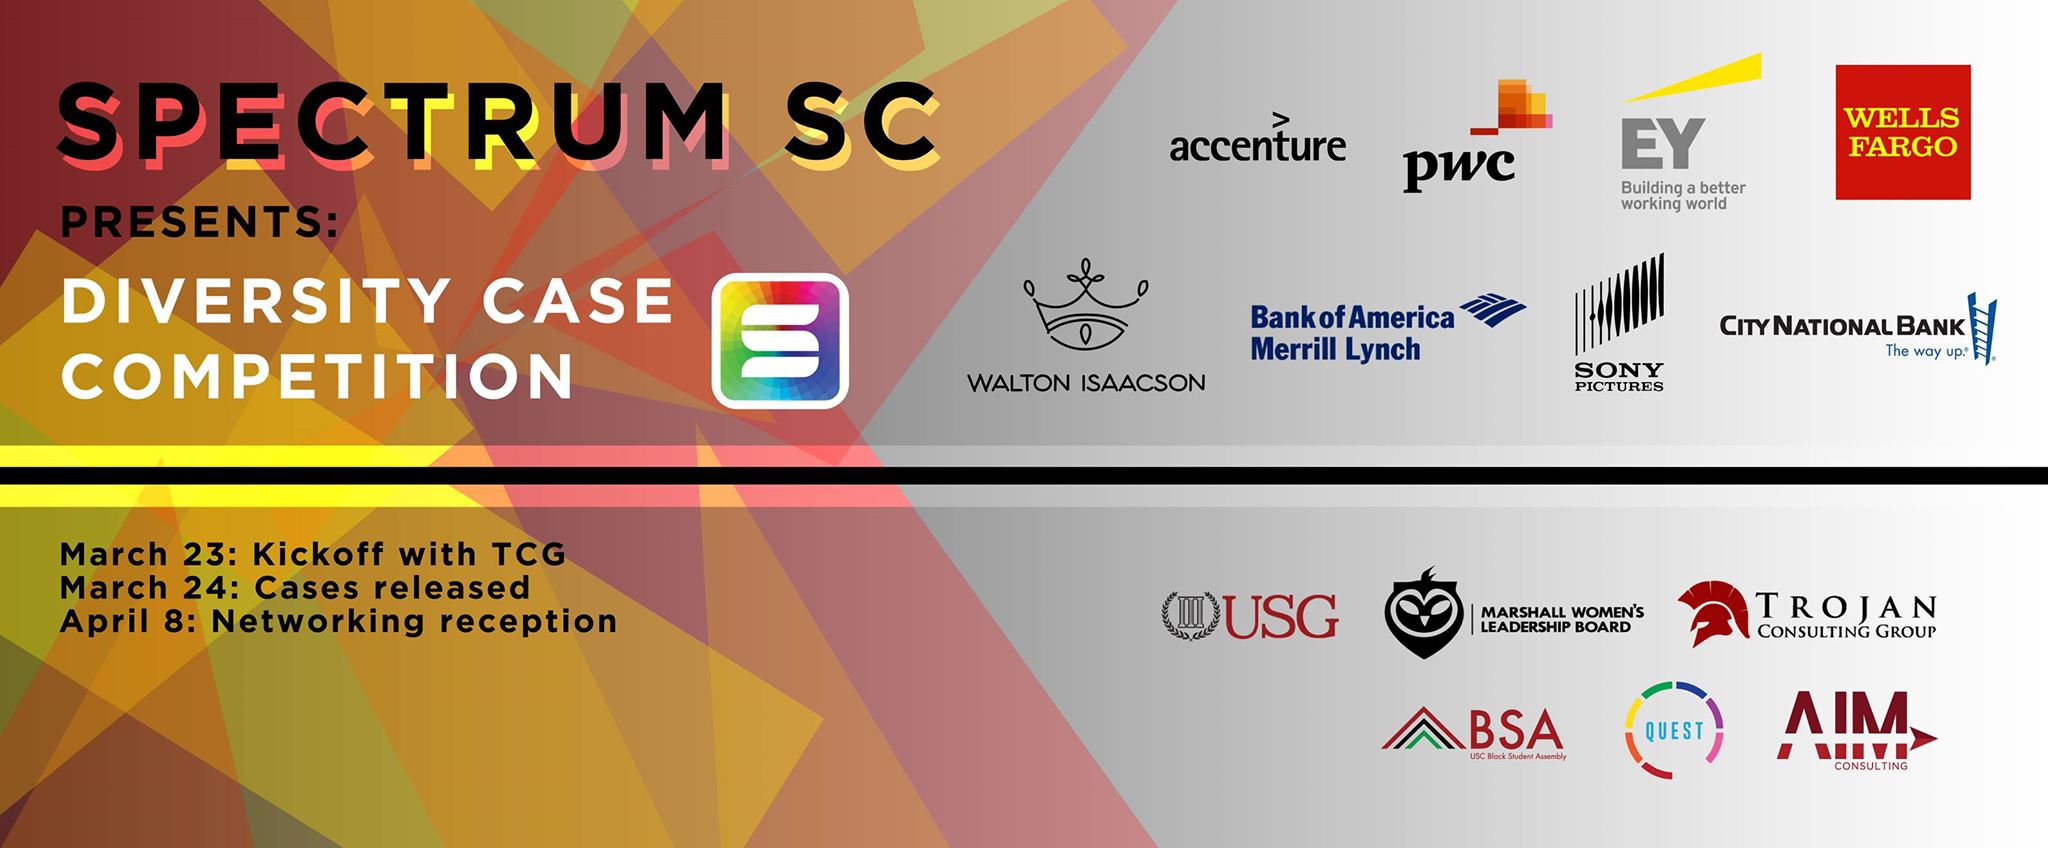 SPECTRUM SC
PRESENTS:
DIVERSITY CASE
COMPETITION
accenture
pwc
EY
Building a better
working world
WELLS
FARGO
WALTON ISAACSON
Bank of America
Merrill Lynch
SONY
PICTURES
CITY NATIONAL BANK
The way up.®
March 23: Kickoff with TCG
March 24: Cases released
April 8: Networking reception
USG
MARSHALL WOMEN'S
LEADERSHIP BOARD
TROJAN
CONSULTING GROUP
BSA
USC Black Student Assembly
QUEST
AIM
CONSULTING